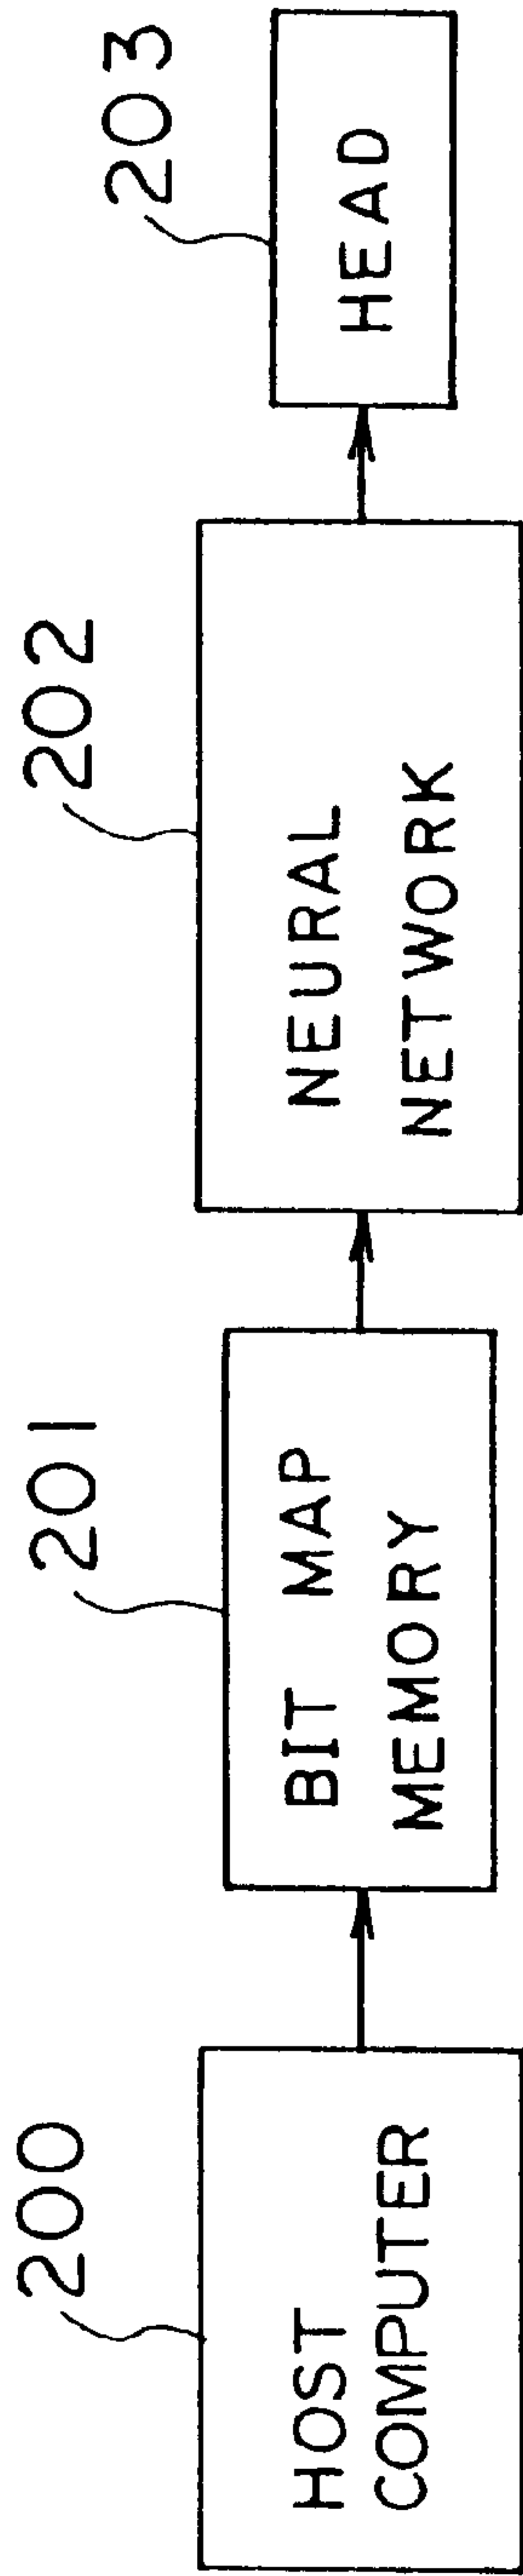 200
HOST
COMPUTER
201
BIT MAP
MEMORY
202
NEURAL
NETWORK
203
HEAD